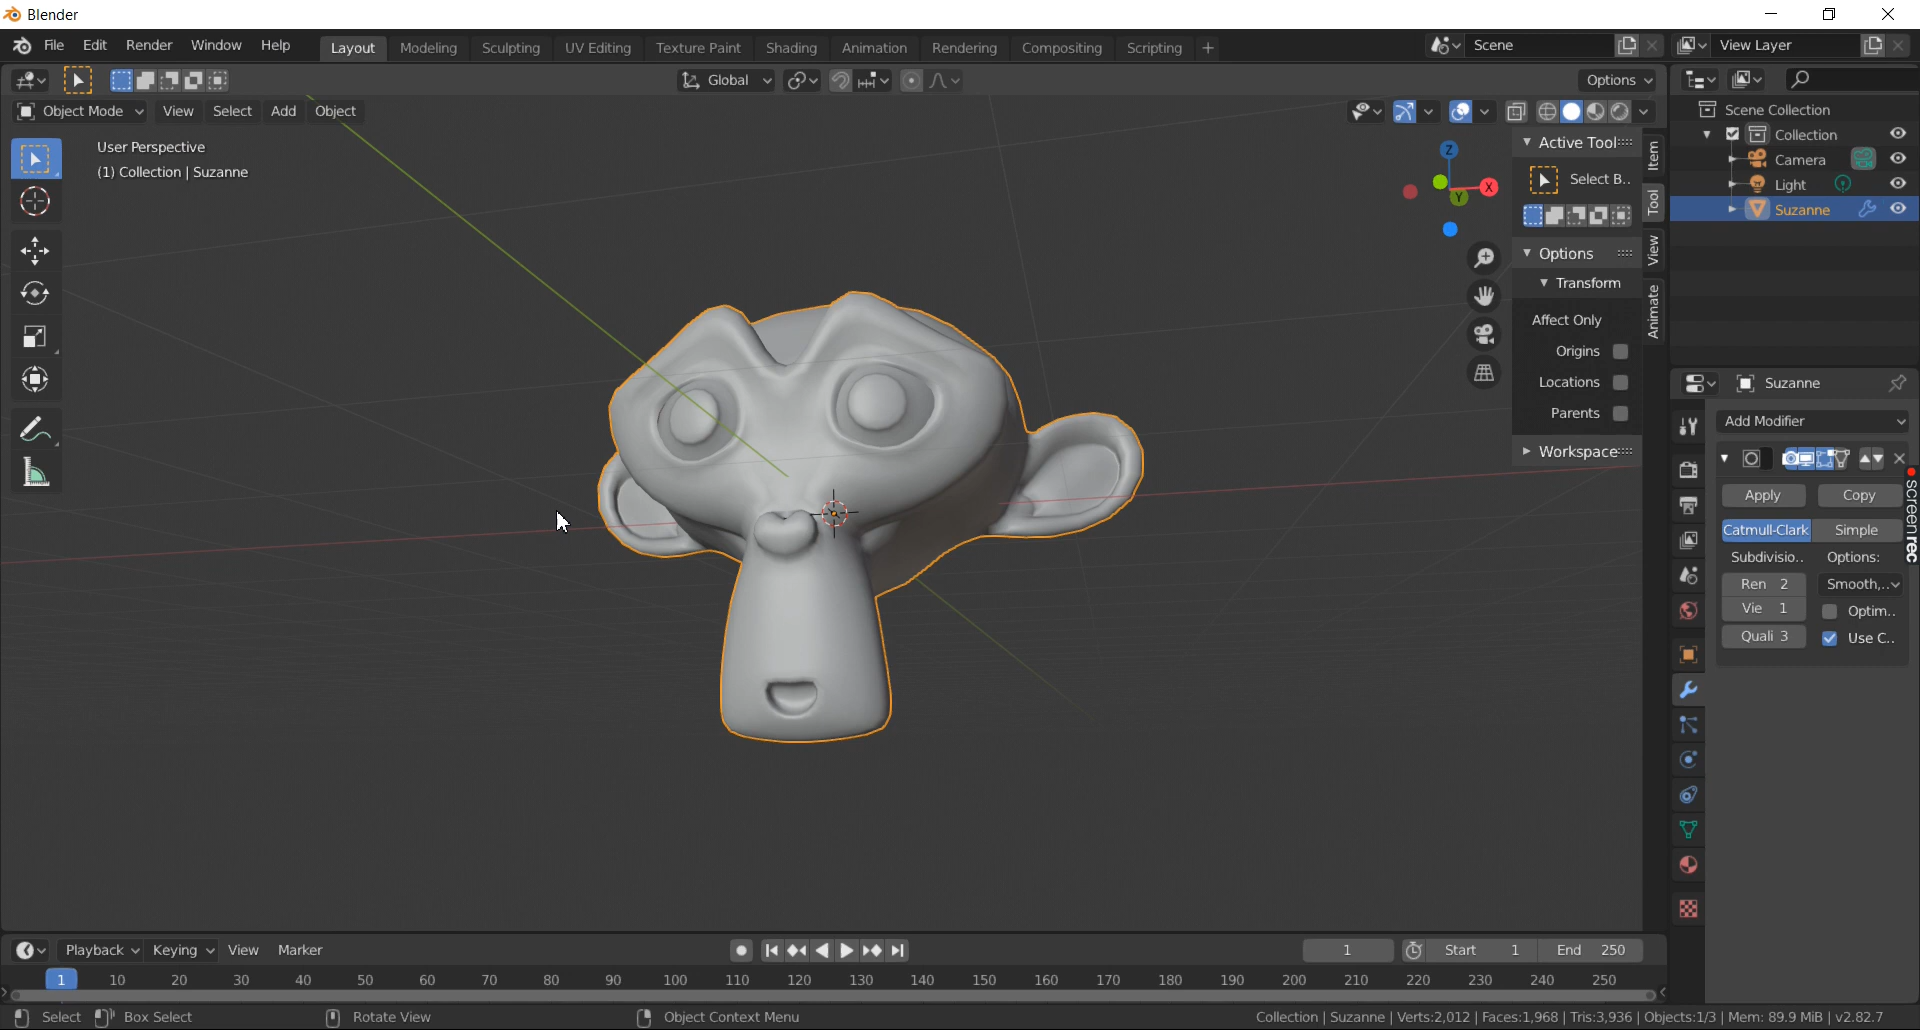 Blender
File Edit Render Window Help Layout Modeling Sculpting UV Editing Texture Paint Shading Animation Rendering Compositing Scripting + Scene View Layer
Global Options
Object Mode View Select Add Object
User Perspective
(1) Collection | Suzanne
Z
X
Y
Active Tool
Select B..
Options
Transform
Affect Only
Origins
Locations
Parents
Workspace
Item
Tool
View
Animate
Scene Collection
Collection
Camera
Light
Suzanne
Suzanne
Add Modifier
Apply Copy
Catmull-Clark Simple
Subdivisio.. Options:
Ren 2 Smooth,..
Vie 1 Optim..
Quali 3 Use C..
screenrec
Playback Keying View Marker 1 Start 1 End 250
1 10 20 30 40 50 60 70 80 90 100 110 120 130 140 150 160 170 180 190 200 210 220 230 240 250
Select Box Select Rotate View Object Context Menu Collection | Suzanne | Verts:2,012 | Faces:1,968 | Tris:3,936 | Objects:1/3 | Mem: 89.9 MiB | v2.82.7